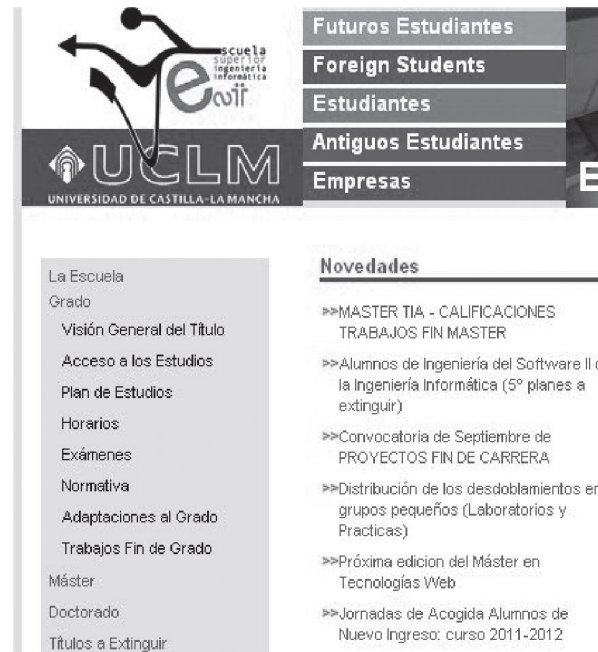 escuela
superior
ingeniería
informática
UCLM
UNIVERSIDAD DE CASTILLA-LA MANCHA
Futuros Estudiantes
Foreign Students
Estudiantes
Antiguos Estudiantes
Empresas
La Escuela
Grado
Visión General del Título
Acceso a los Estudios
Plan de Estudios
Horarios
Exámenes
Normativa
Adaptaciones al Grado
Trabajos Fin de Grado
Máster
Doctorado
Títulos a Extinguir
Novedades
>>MASTER TIA - CALIFICACIONES
TRABAJOS FIN MASTER
>>Alumnos de Ingeniería del Software II
la Ingeniería Informática (5º planes a
extinguir)
>>Convocatoria de Septiembre de
PROYECTOS FIN DE CARRERA
>>Distribución de los desdoblamientos en
grupos pequeños (Laboratorios y
Practicas)
>>Próxima edicion del Máster en
Tecnologías Web
>>Jornadas de Acogida Alumnos de
Nuevo Ingreso: curso 2011-2012